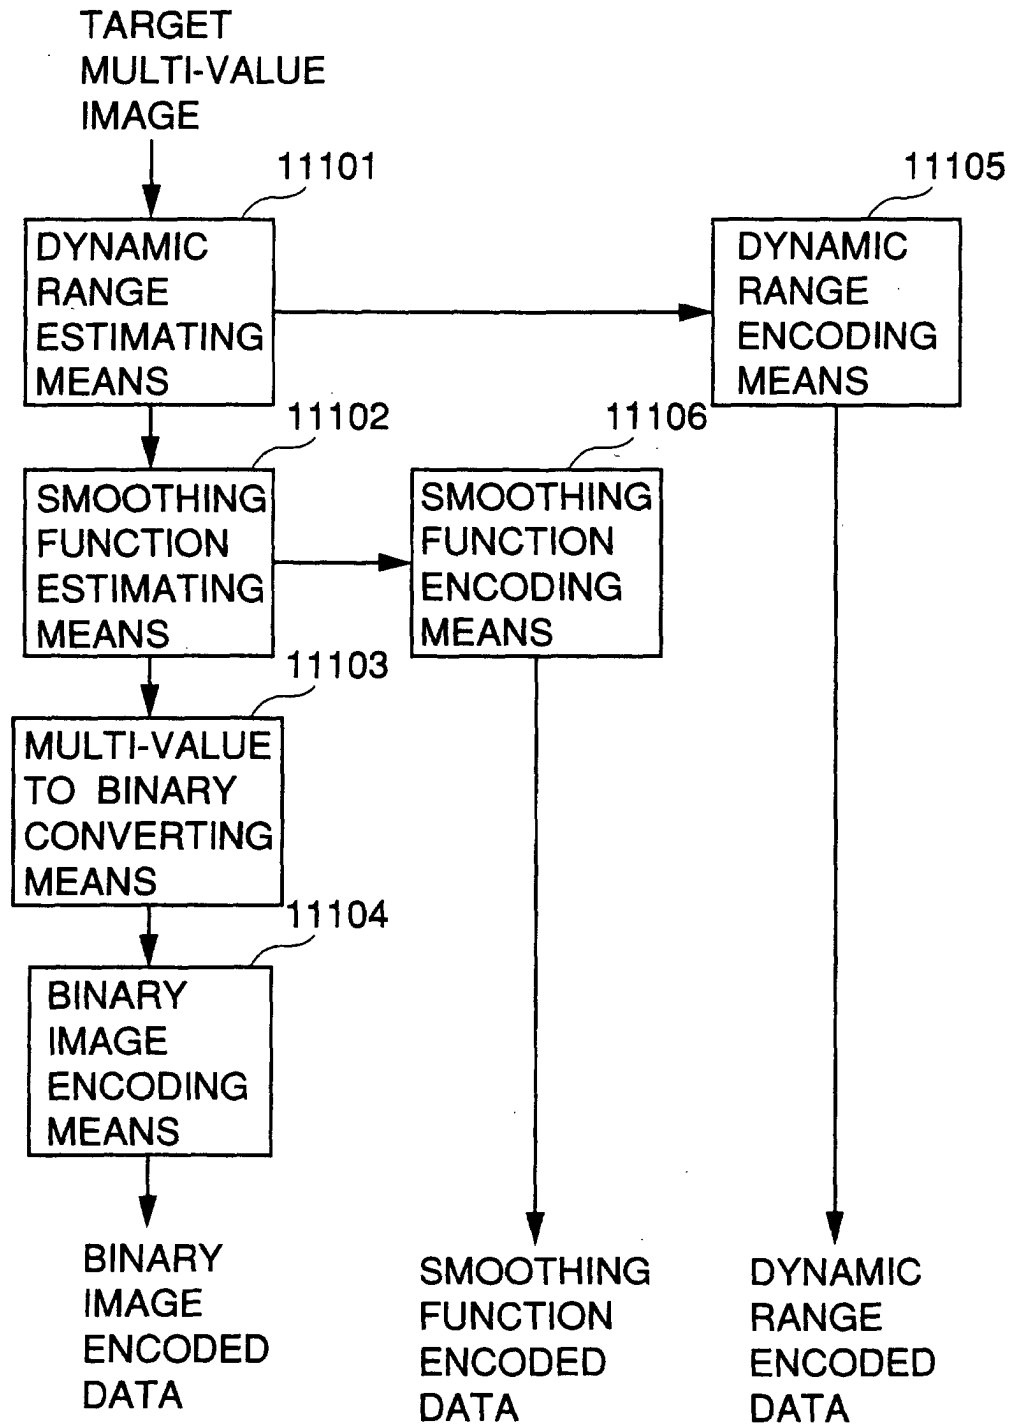 TARGET
MULTI-VALUE
IMAGE
11101
DYNAMIC
RANGE
ESTIMATING
MEANS
11105
DYNAMIC
RANGE
ENCODING
MEANS
11102
SMOOTHING
FUNCTION
ESTIMATING
MEANS
11106
SMOOTHING
FUNCTION
ENCODING
MEANS
11103
MULTI-VALUE
TO BINARY
CONVERTING
MEANS
11104
BINARY
IMAGE
ENCODING
MEANS
BINARY
IMAGE
ENCODED
DATA
SMOOTHING
FUNCTION
ENCODED
DATA
DYNAMIC
RANGE
ENCODED
DATA